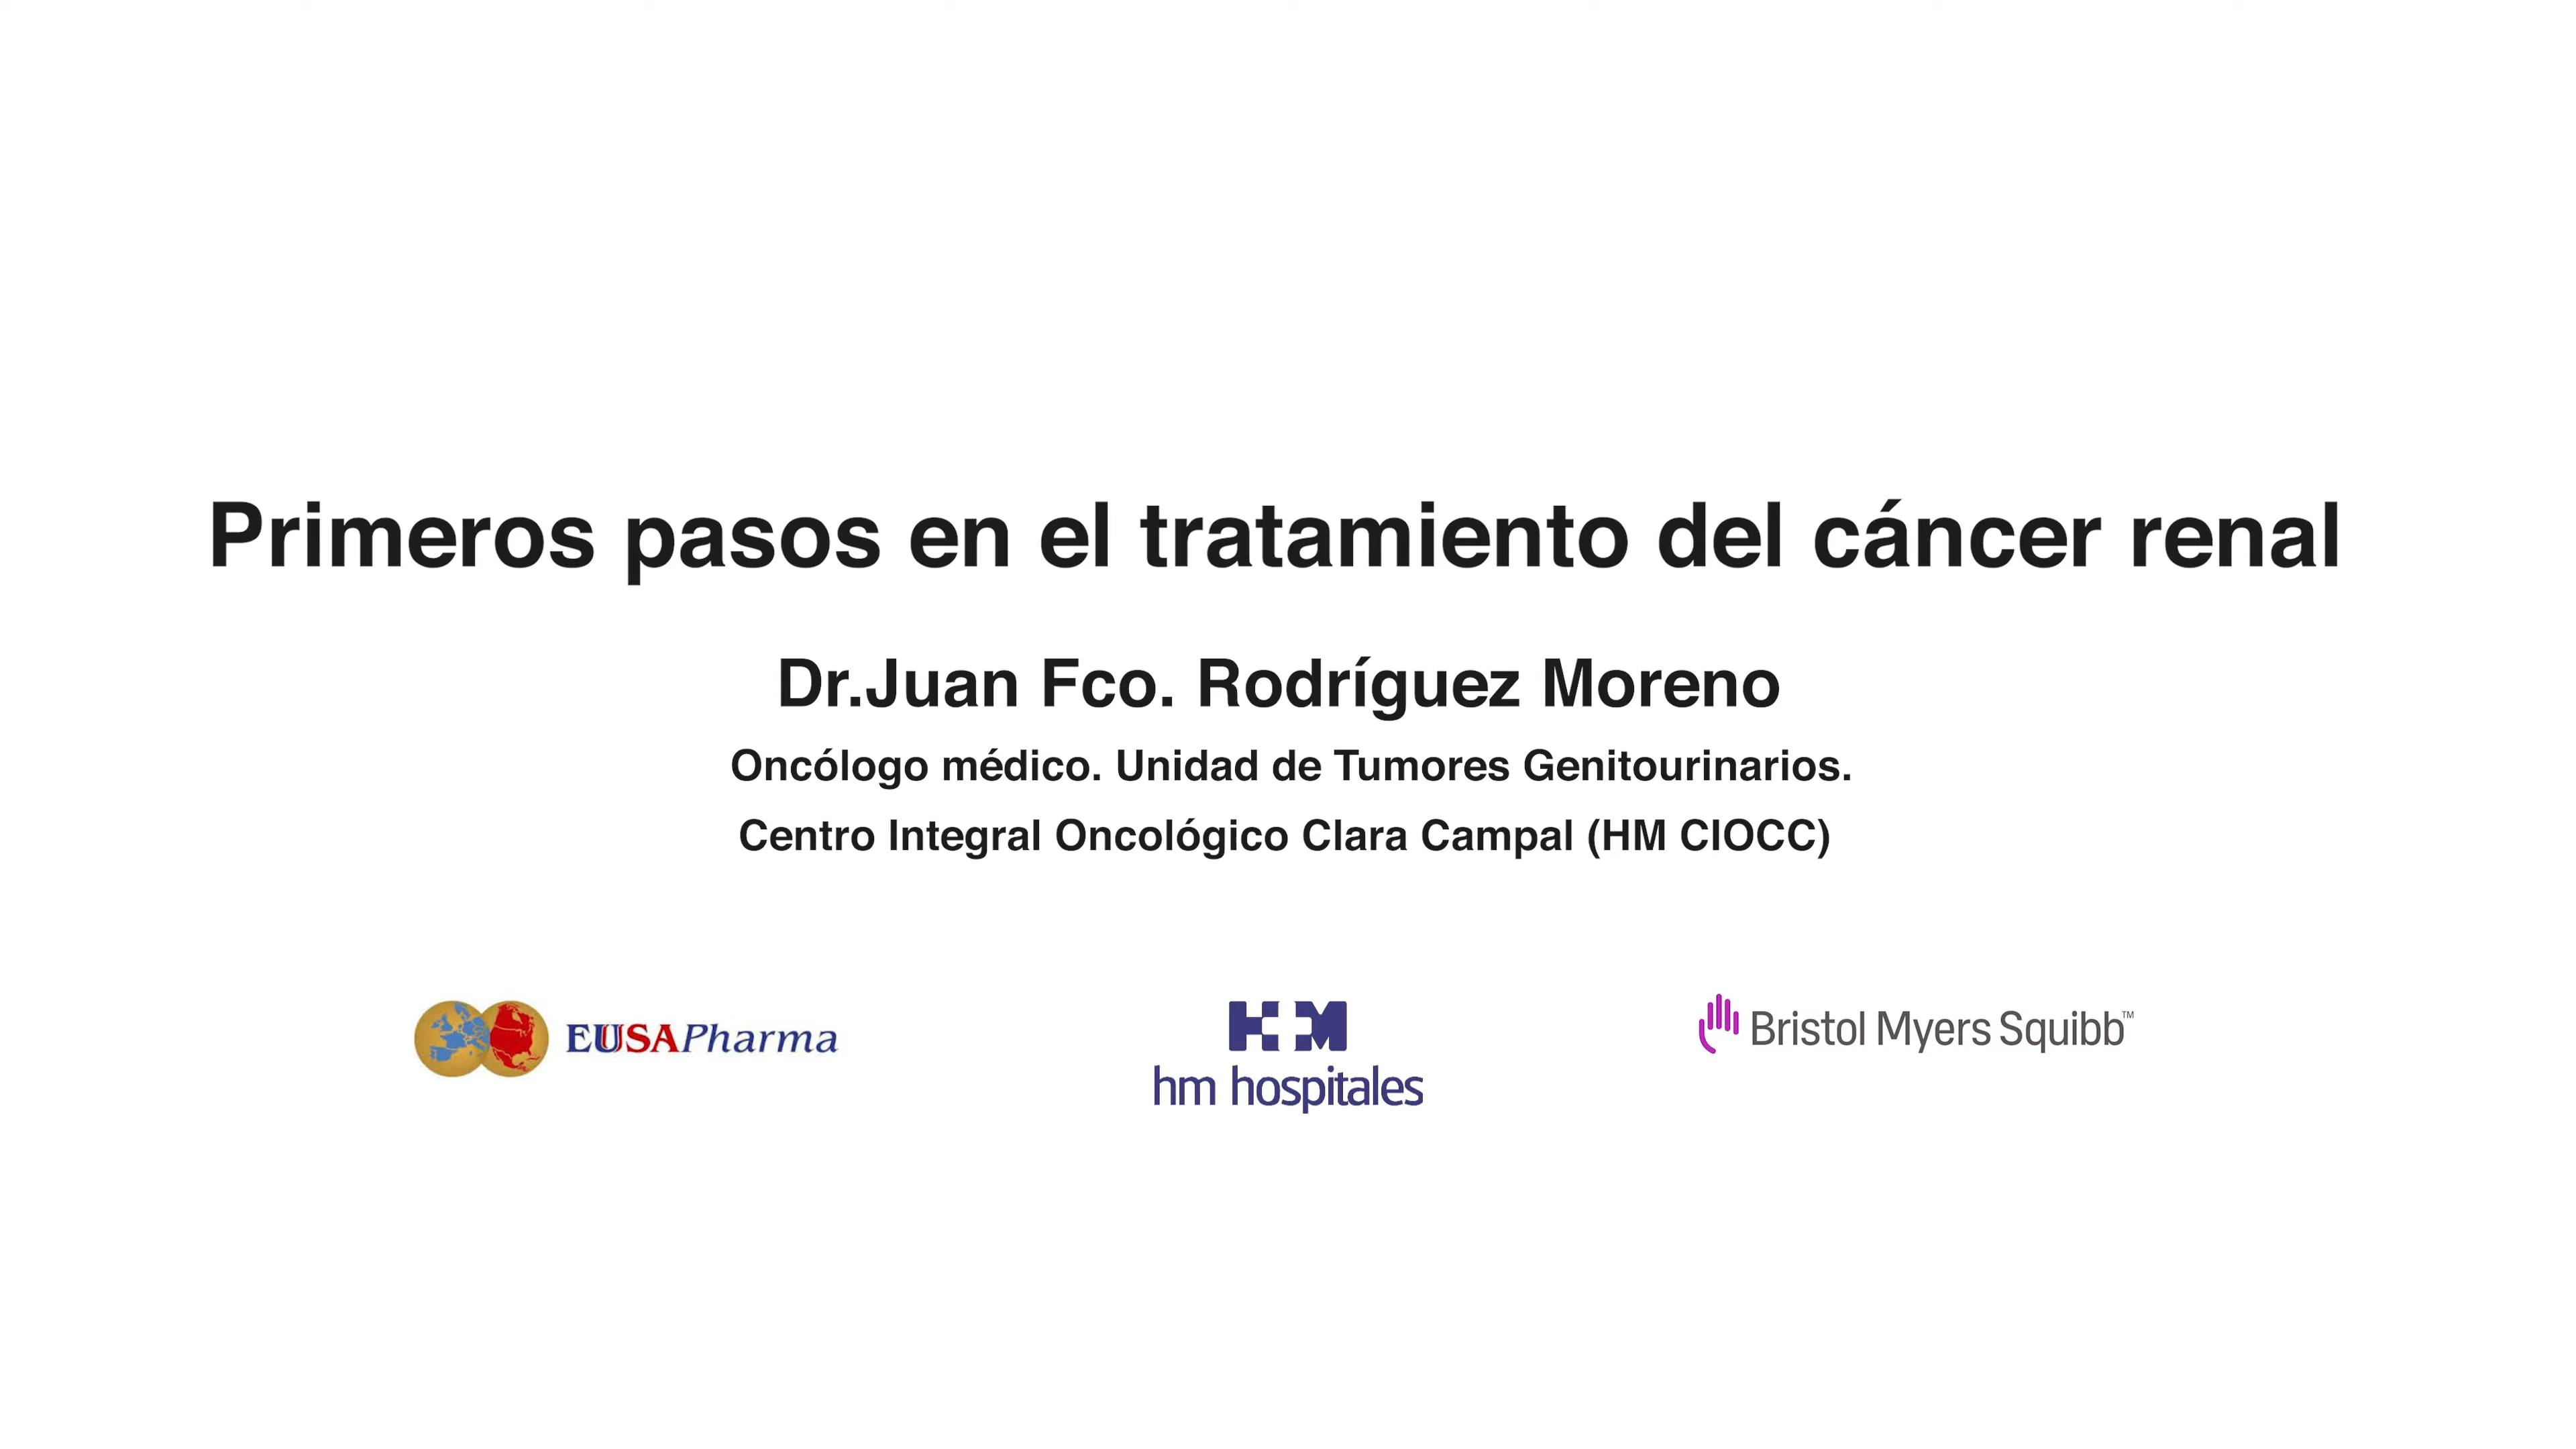 Primeros pasos en el tratamiento del cáncer renal
Dr.Juan Fco. Rodríguez Moreno
Oncólogo médico. Unidad de Tumores Genitourinarios.
Centro Integral Oncológico Clara Campal (HM CIOCC)
EUSAPharma
HM
hm hospitales
Bristol Myers Squibb™